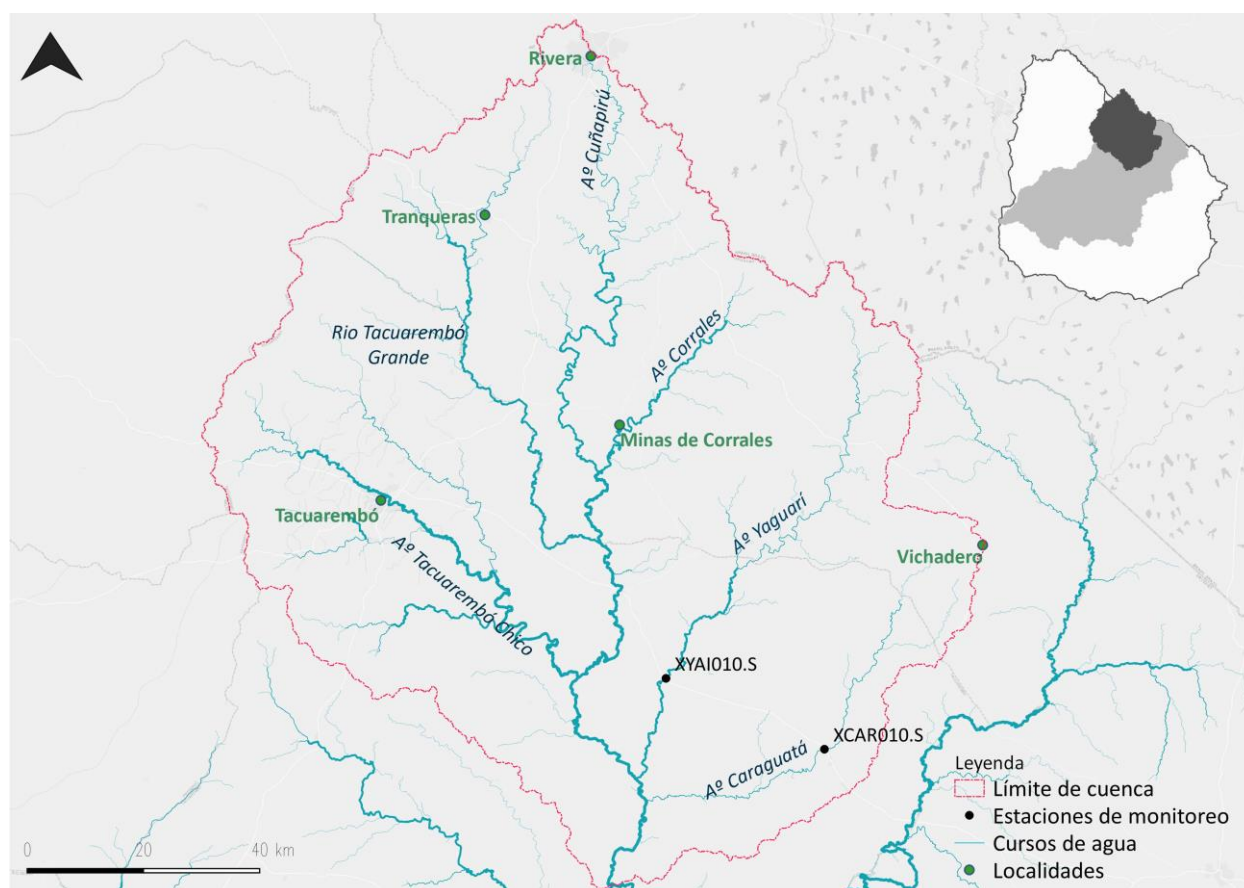 Rivera
Aº Cuñapirú
Tranqueras
Rio Tacuarembó
Grande
Aº Corrales
Minas de Corrales
Tacuarembó
Aº Yaguarí
Vichadero
Aº Tacuarembó Chico
XYAI010.S
XCAR010.S
Aº Caraguatá
Leyenda
Límite de cuenca
Estaciones de monitoreo
Cursos de agua
Localidades
0 20 40 km